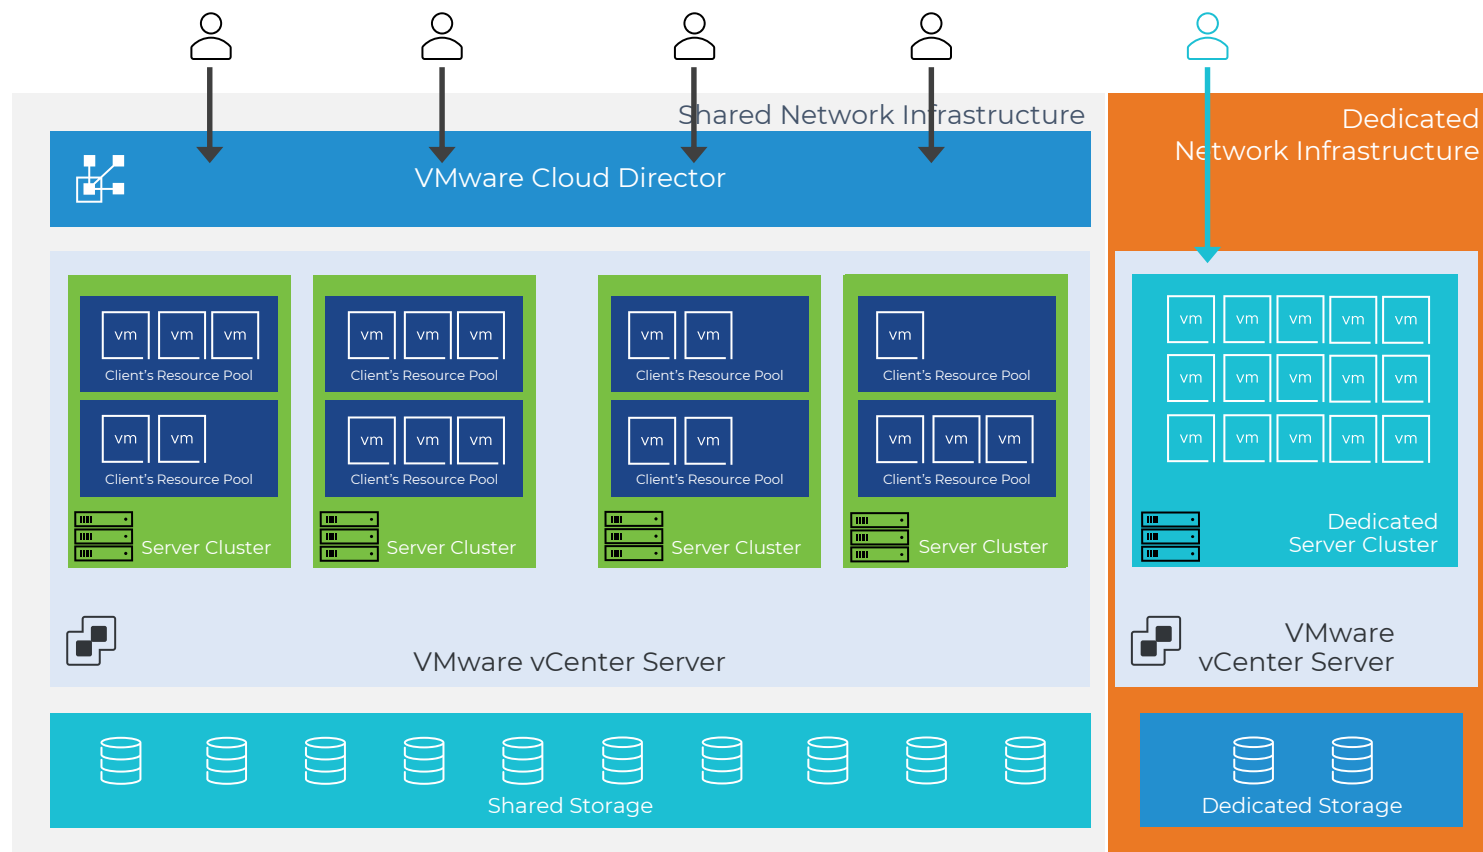 Shared Network Infrastructure
VMware Cloud Director
vm vm vm
Client's Resource Pool
vm vm
Client's Resource Pool
Server Cluster
vm vm vm
Client's Resource Pool
vm vm vm
Client's Resource Pool
Server Cluster
vm vm
Client's Resource Pool
vm vm
Client's Resource Pool
Server Cluster
vm
Client's Resource Pool
vm vm vm
Client's Resource Pool
Server Cluster
VMware vCenter Server
Shared Storage
Dedicated
Network Infrastructure
vm vm vm vm vm
vm vm vm vm vm
vm vm vm vm vm
Dedicated
Server Cluster
VMware
vCenter Server
Dedicated Storage